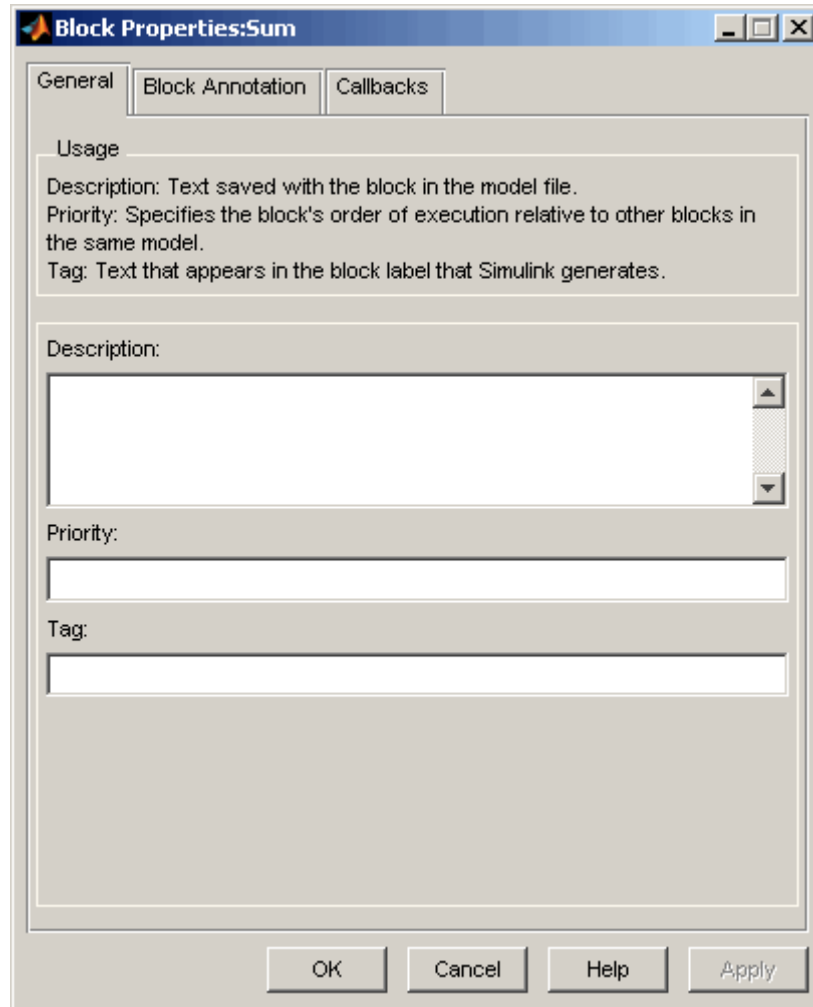 Block Properties:Sum
General
Block Annotation
Callbacks
Usage
Description: Text saved with the block in the model file.
Priority: Specifies the block's order of execution relative to other blocks in
the same model.
Tag: Text that appears in the block label that Simulink generates.
Description:
Priority:
Tag:
OK
Cancel
Help
Apply